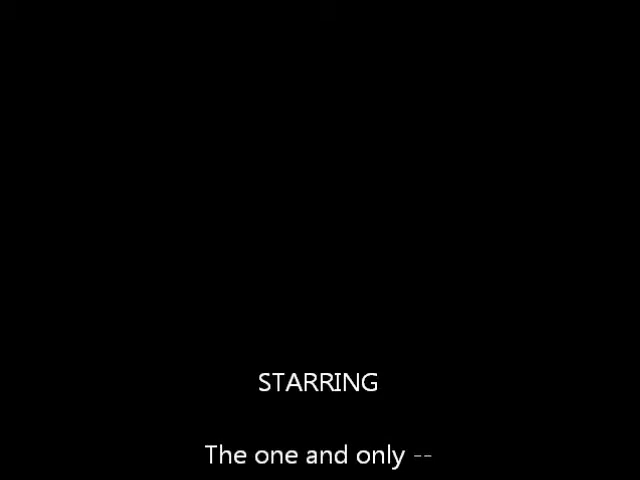 STARRING
The one and only --